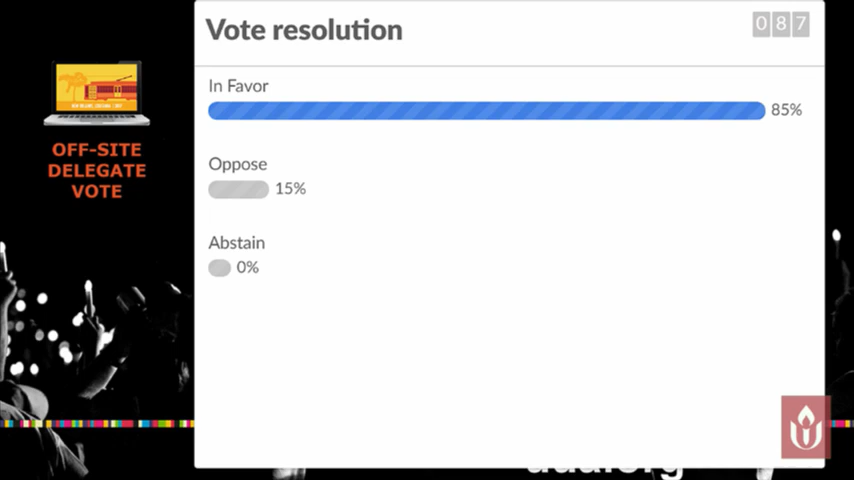 Vote resolution
087
In Favor
85%
OFF-SITE
DELEGATE
VOTE
Oppose
15%
Abstain
0%